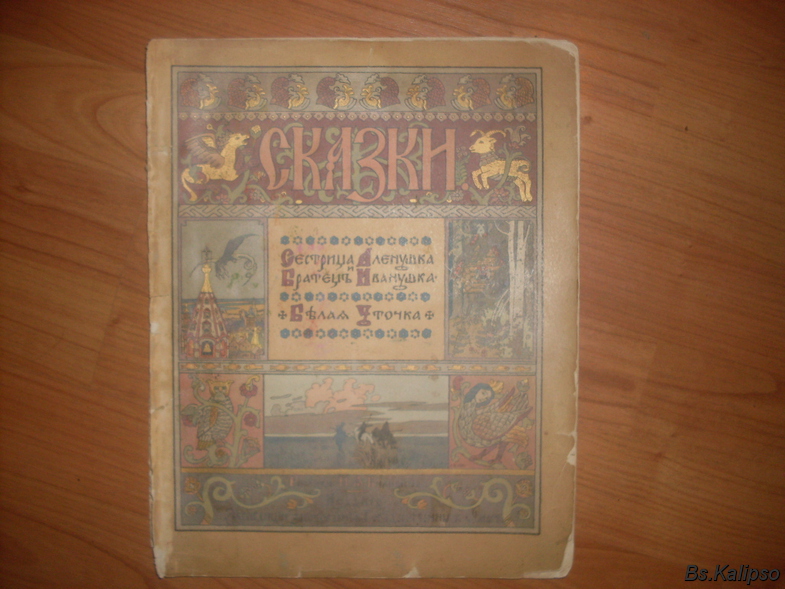 СКАЗКИ.
Сестрица Аленушка
и
Братецъ Иванушка.
Бѣлая Уточка
Bs.Kalipso